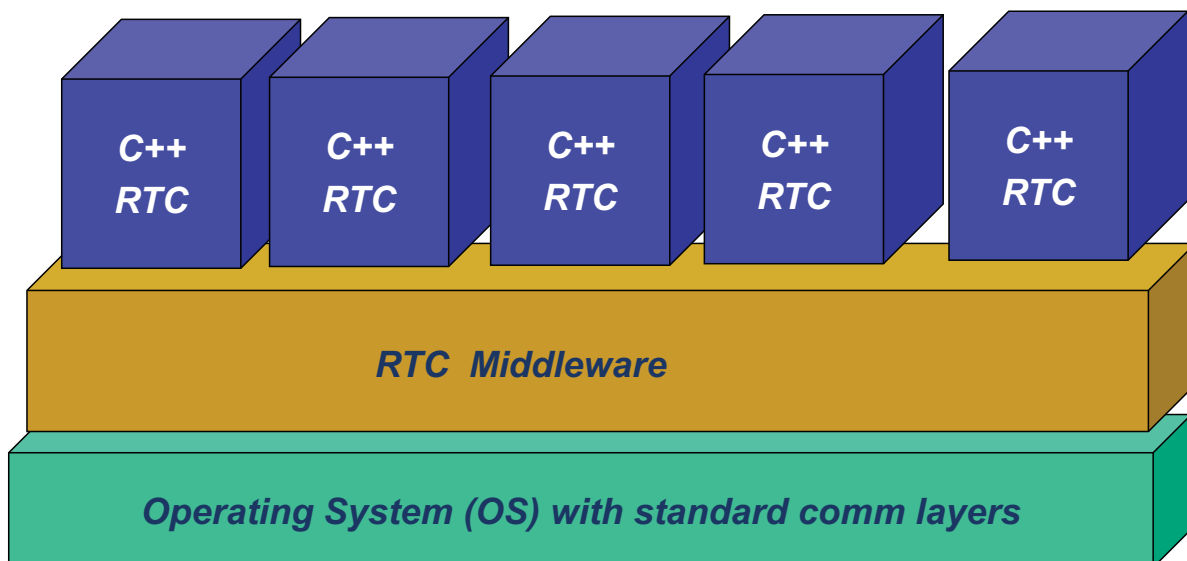 C++
RTC
C++
RTC
C++
RTC
C++
RTC
C++
RTC
RTC Middleware
Operating System (OS) with standard comm layers